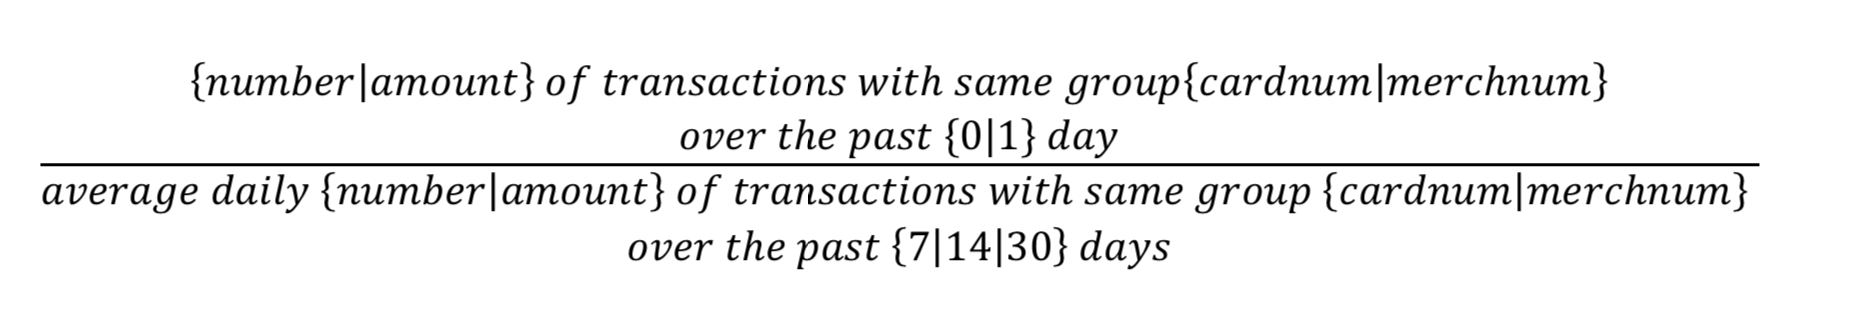 {number|amount} of transactions with same group{cardnum|merchnum}
over the past {0|1} day
average daily {number|amount} of transactions with same group {cardnum|merchnum}
over the past {7|14|30} days